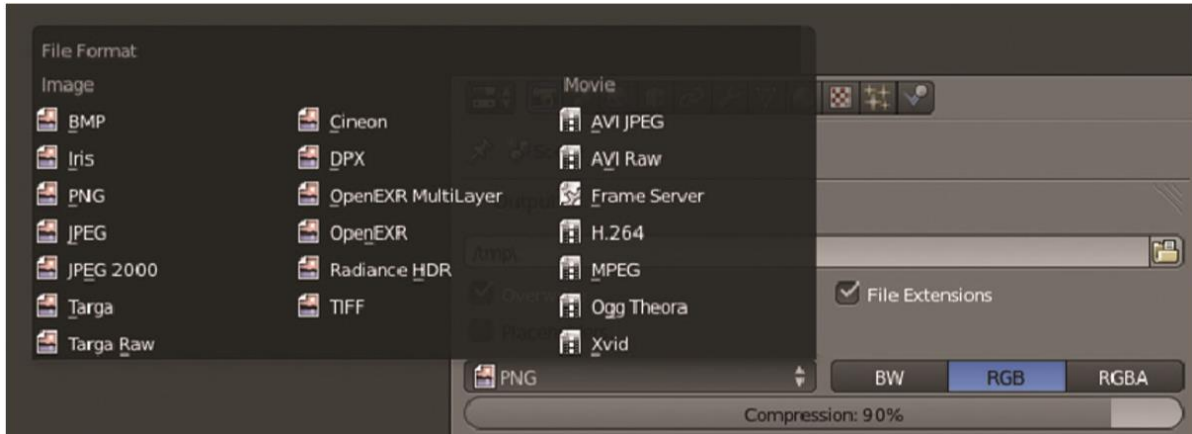 File Format
Image
Movie
BMP
Cineon
AVI JPEG
Iris
DPX
AVI Raw
PNG
OpenEXR MultiLayer
Frame Server
JPEG
OpenEXR
H.264
JPEG 2000
Radiance HDR
MPEG
Targa
TIFF
Ogg Theora
Targa Raw
Xvid
/tmp\
File Extensions
PNG
BW
RGB
RGBA
Compression: 90%